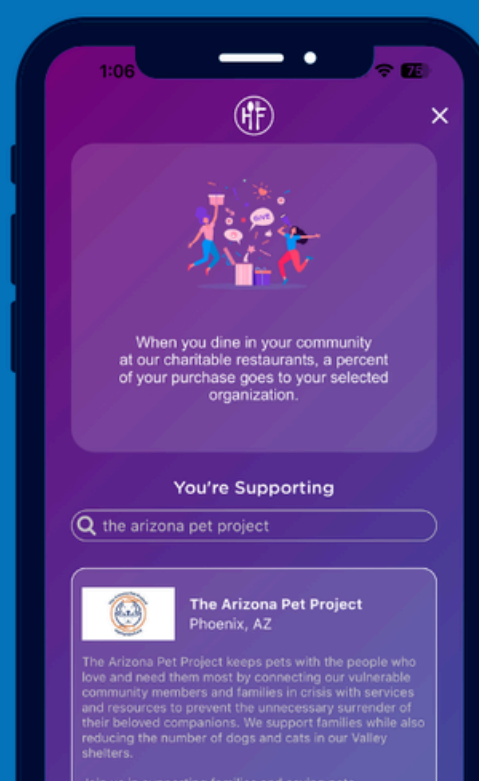 1:06
75
HF
GIVE
When you dine in your community
at our charitable restaurants, a percent
of your purchase goes to your selected
organization.
You're Supporting
the arizona pet project
The Arizona Pet Project
Phoenix, AZ
The Arizona Pet Project keeps pets with the people who
love and need them most by connecting our vulnerable
community members and families in crisis with services
and resources to prevent the unnecessary surrender of
their beloved companions. We support families while also
reducing the number of dogs and cats in our Valley
shelters.